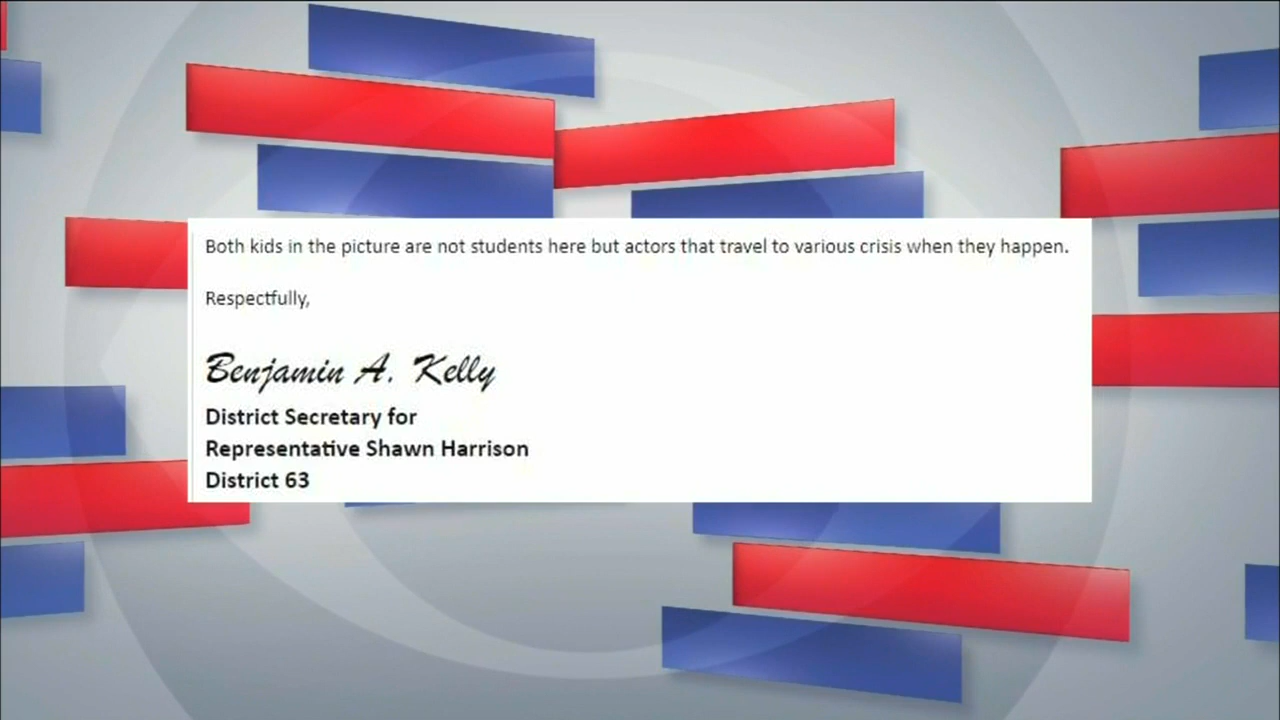 Both kids in the picture are not students here but actors that travel to various crisis when they happen.
Respectfully,
Benjamin A. Kelly
District Secretary for
Representative Shawn Harrison
District 63